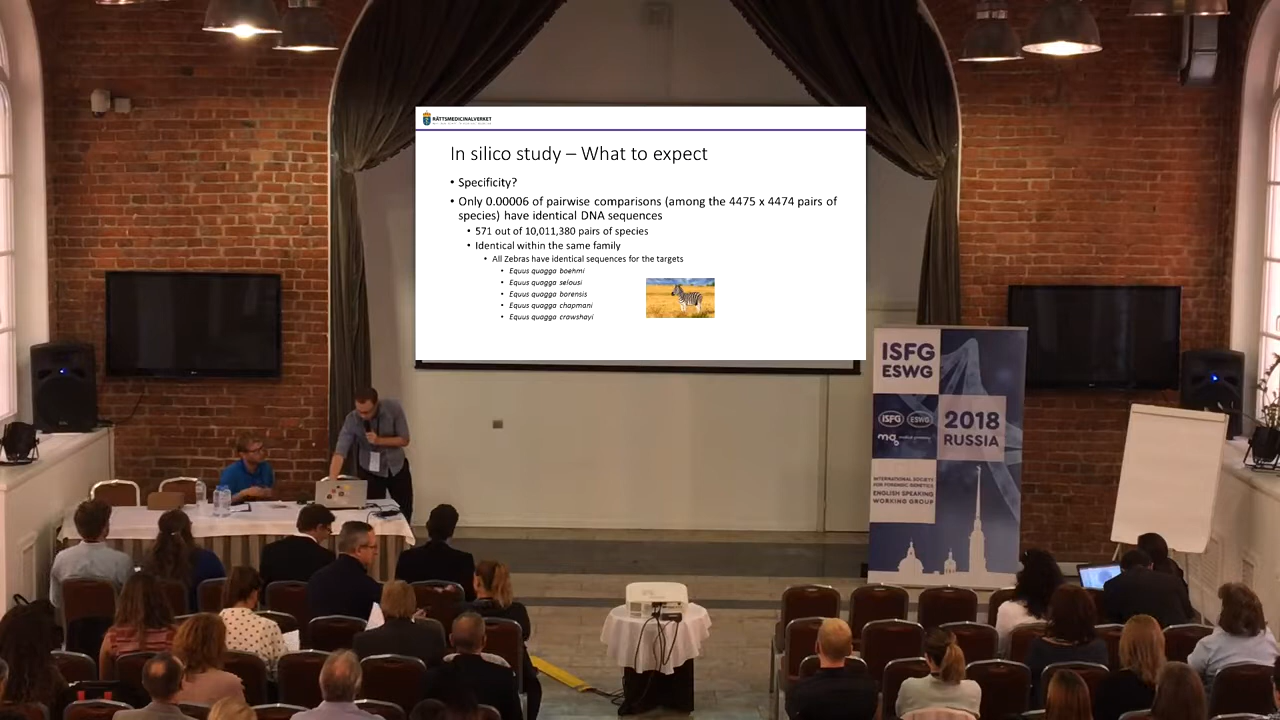 RÄTTSMEDICINALVERKET
In silico study – What to expect
• Specificity?
• Only 0.00006 of pairwise comparisons (among the 4475 x 4474 pairs of
species) have identical DNA sequences
• 571 out of 10,011,380 pairs of species
• Identical within the same family
• All Zebras have identical sequences for the targets
• Equus quagga boehmi
• Equus quagga selousi
• Equus quagga borensis
• Equus quagga chapmani
• Equus quagga crawshayi
ISFG
ESWG
ISFG ESWG
2018
RUSSIA
INTERNATIONAL SOCIETY
FOR FORENSIC GENETICS
ENGLISH SPEAKING
WORKING GROUP